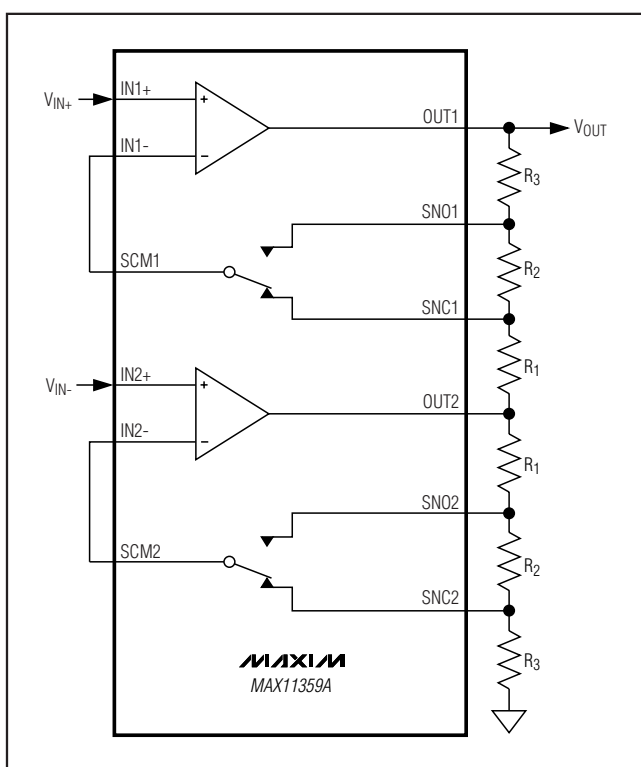 IN1+
+
OUT1
V_IN+
V_OUT
IN1-
-
R3
SNO1
SCM1
R2
SNC1
R1
IN2+
+
V_IN-
OUT2
IN2-
-
R1
SNO2
SCM2
R2
SNC2
MAXIM
R3
MAX11359A